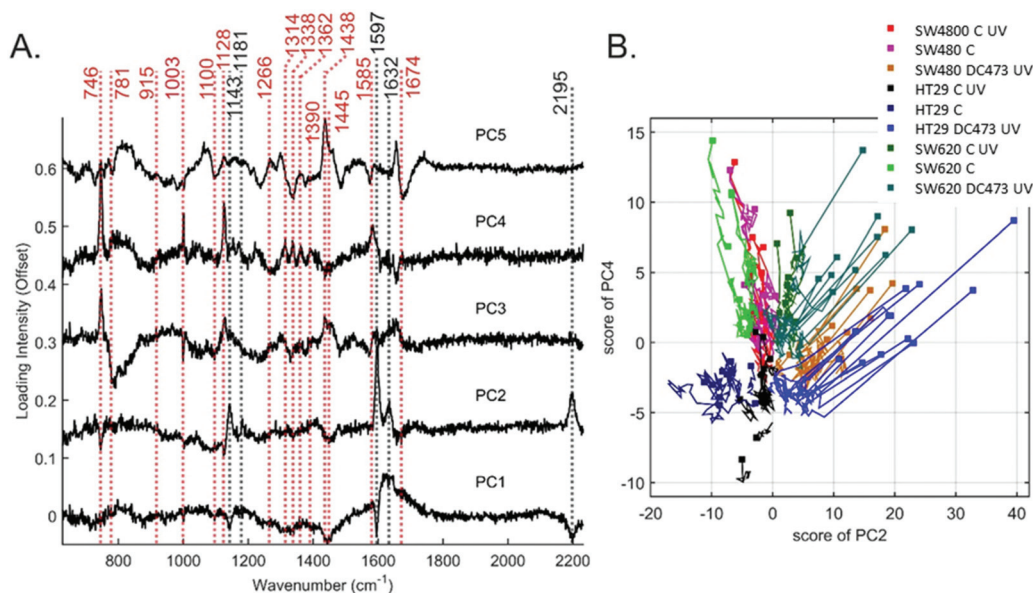 A.
746
781
915
1003
1100
1128
1143
1181
1266
1314
1338
1362
1390
1438
1445
1585
1597
1632
1674
2195
PC5
PC4
PC3
PC2
PC1
0.6
0.5
0.4
0.3
0.2
0.1
0
Loading Intensity (Offset)
800 1000 1200 1400 1600 1800 2000 2200
Wavenumber (cm⁻¹)
B.
SW4800 C UV
SW480 C
SW480 DC473 UV
HT29 C UV
HT29 C
HT29 DC473 UV
SW620 C UV
SW620 C
SW620 DC473 UV
15
10
5
0
-5
-10
score of PC4
-20 -10 0 10 20 30 40
score of PC2